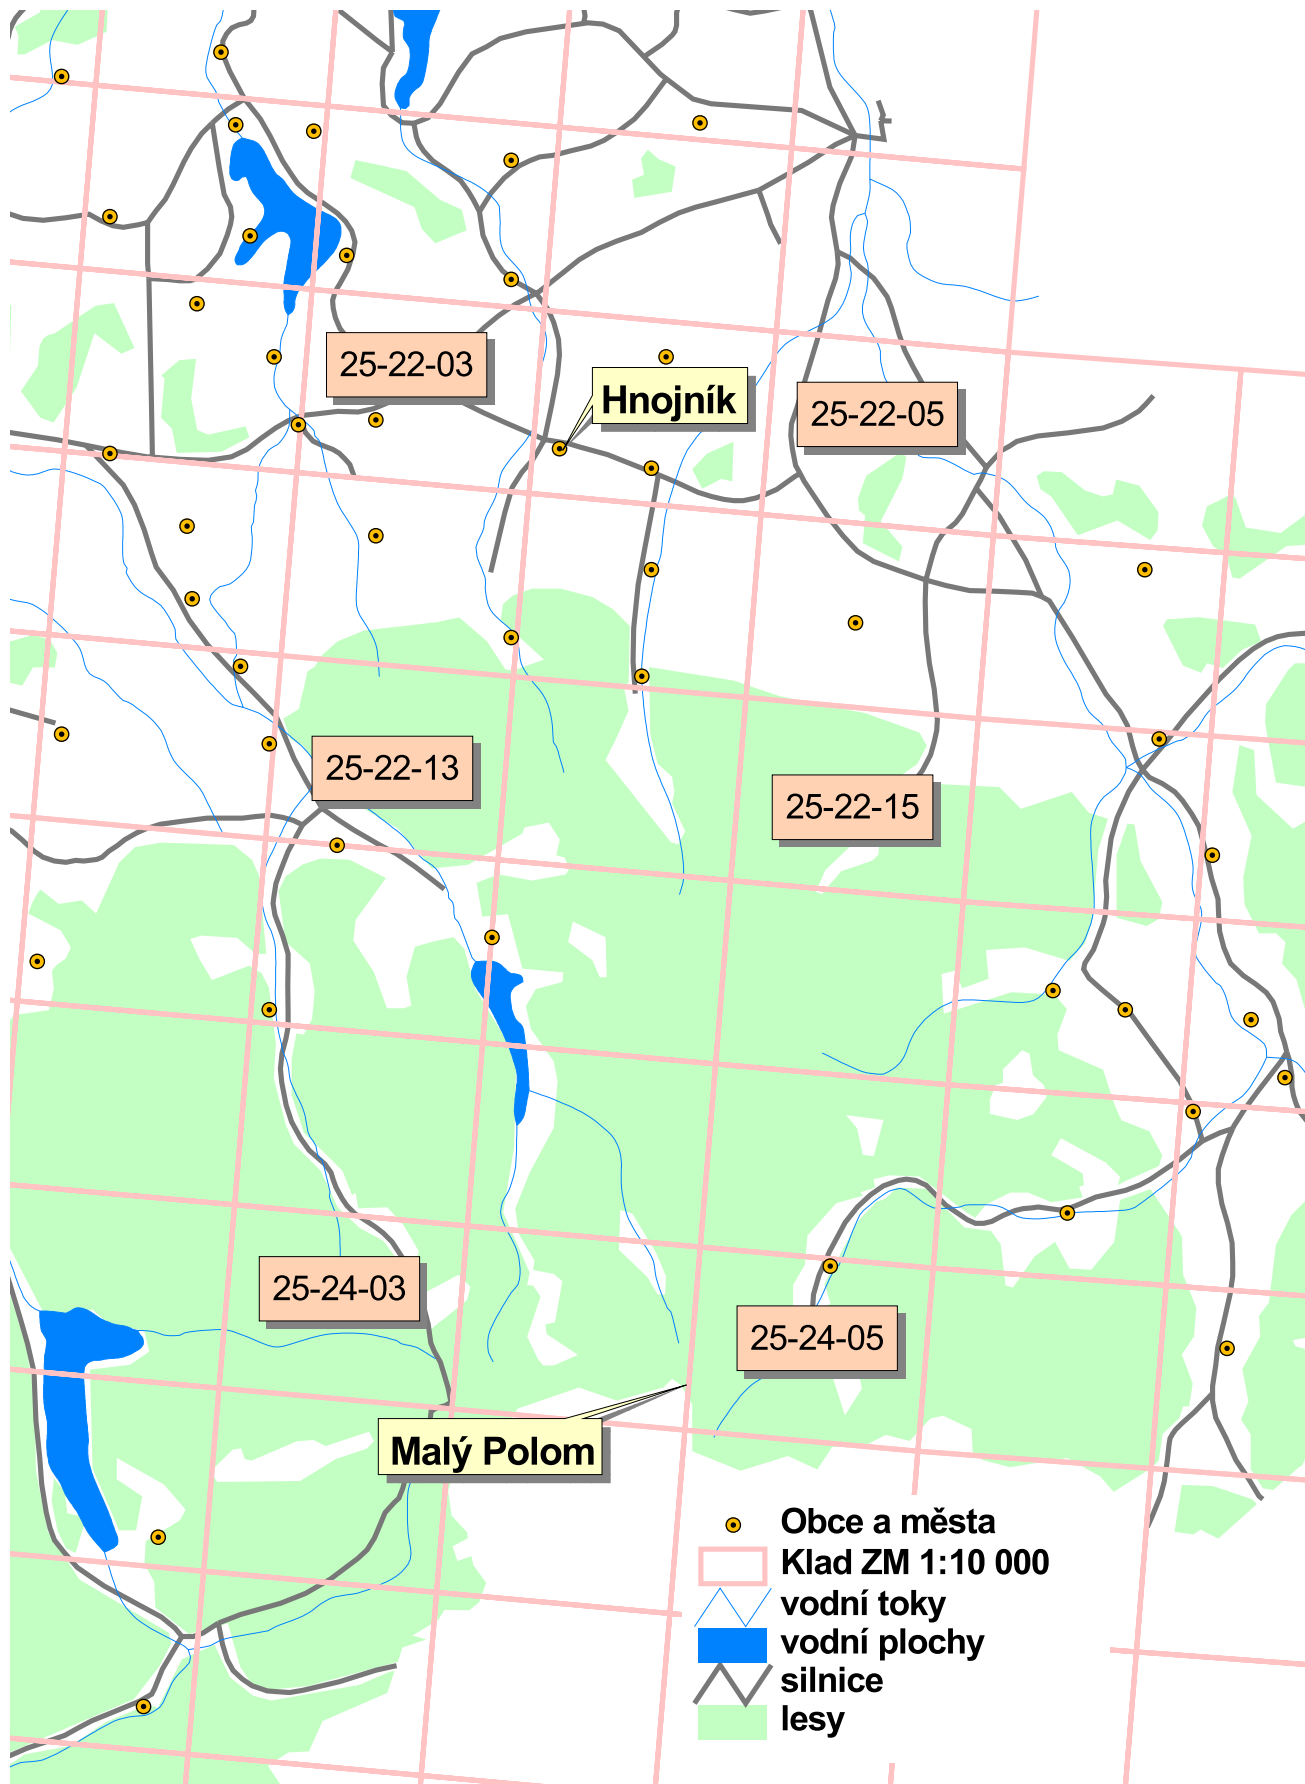 25-22-03
Hnojník
25-22-05
25-22-13
25-22-15
25-24-03
25-24-05
Malý Polom
Obce a města
Klad ZM 1:10 000
vodní toky
vodní plochy
silnice
lesy